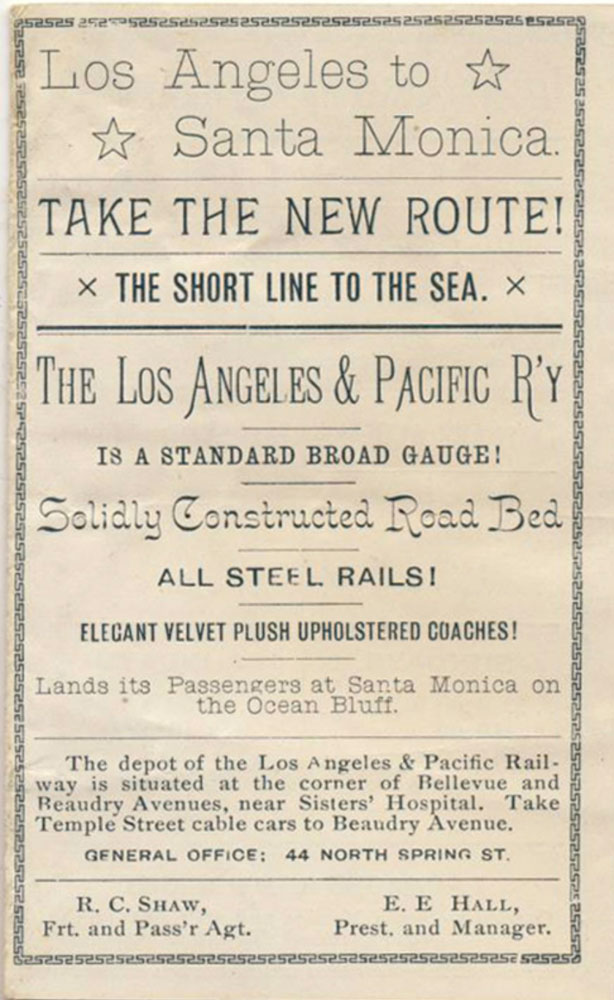 Los Angeles to
Santa Monica.
TAKE THE NEW ROUTE!
× THE SHORT LINE TO THE SEA. ×
THE LOS ANGELES & PACIFIC R'Y
IS A STANDARD BROAD GAUGE!
Solidly Constructed Road Bed
ALL STEEL RAILS!
ELEGANT VELVET PLUSH UPHOLSTERED COACHES!
Lands its Passengers at Santa Monica on
the Ocean Bluff.
The depot of the Los Angeles & Pacific Rail-
way is situated at the corner of Bellevue and
Beaudry Avenues, near Sisters' Hospital. Take
Temple Street cable cars to Beaudry Avenue.
GENERAL OFFICE: 44 NORTH SPRING ST.
R. C. SHAW,
Frt. and Pass'r Agt.
E. E HALL,
Prest. and Manager.